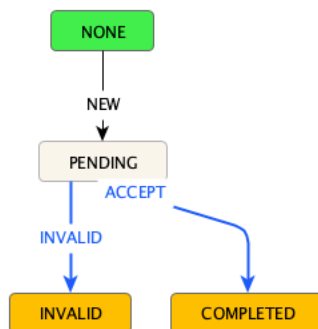 NONE
NEW
PENDING
ACCEPT
INVALID
INVALID
COMPLETED